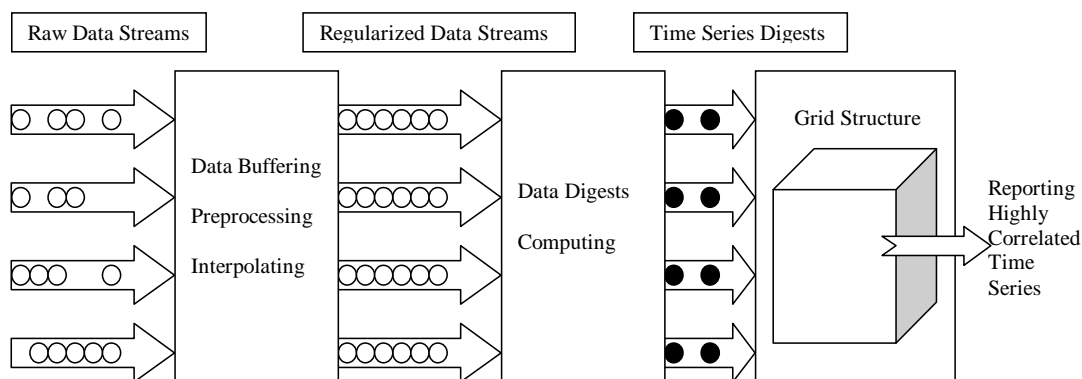 Raw Data Streams
Regularized Data Streams
Time Series Digests
Data Buffering
Preprocessing
Interpolating
Data Digests
Computing
Grid Structure
Reporting
Highly
Correlated
Time
Series